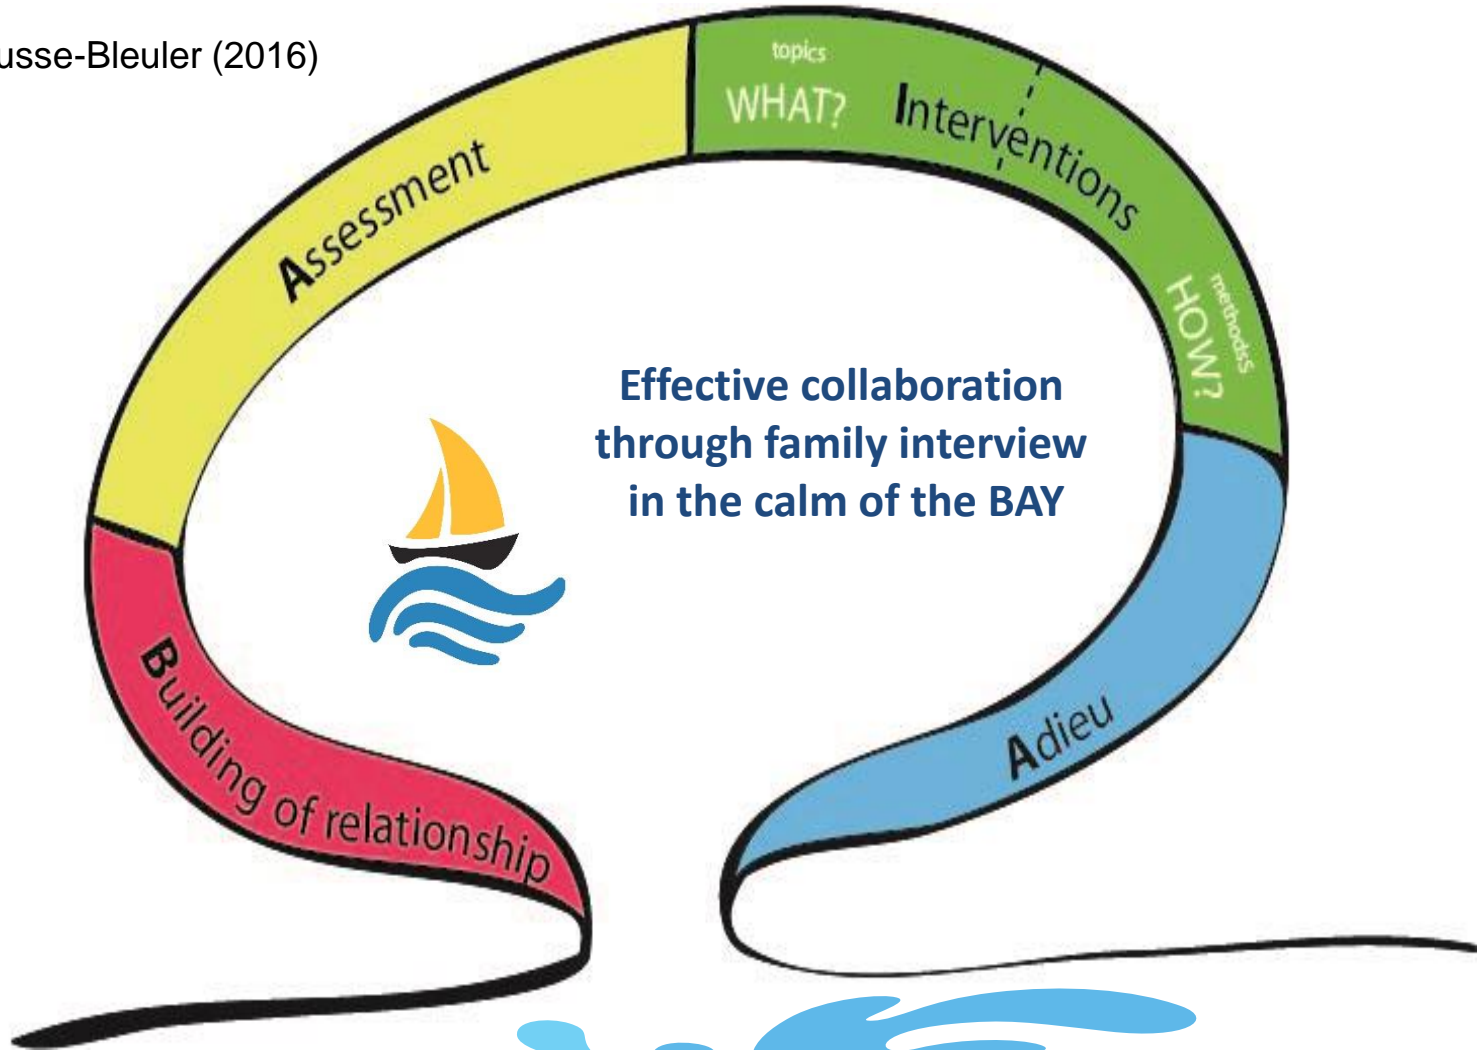 usse-Bleuler (2016)
topics
WHAT?
Interventions
methodsS
HOW?
Assessment
Effective collaboration
through family interview
in the calm of the BAY
Building of relationship
Adieu